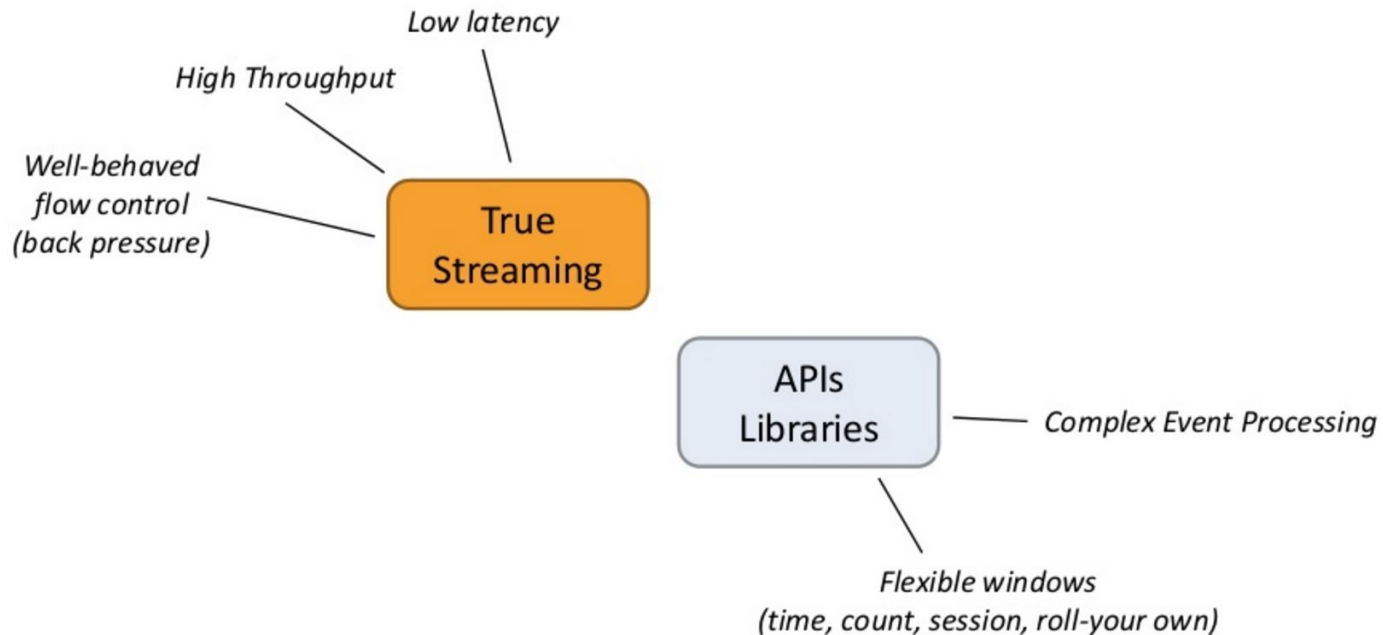 Low latency
High Throughput
Well-behaved
flow control
(back pressure)
True
Streaming
APIs
Libraries
Complex Event Processing
Flexible windows
(time, count, session, roll-your own)